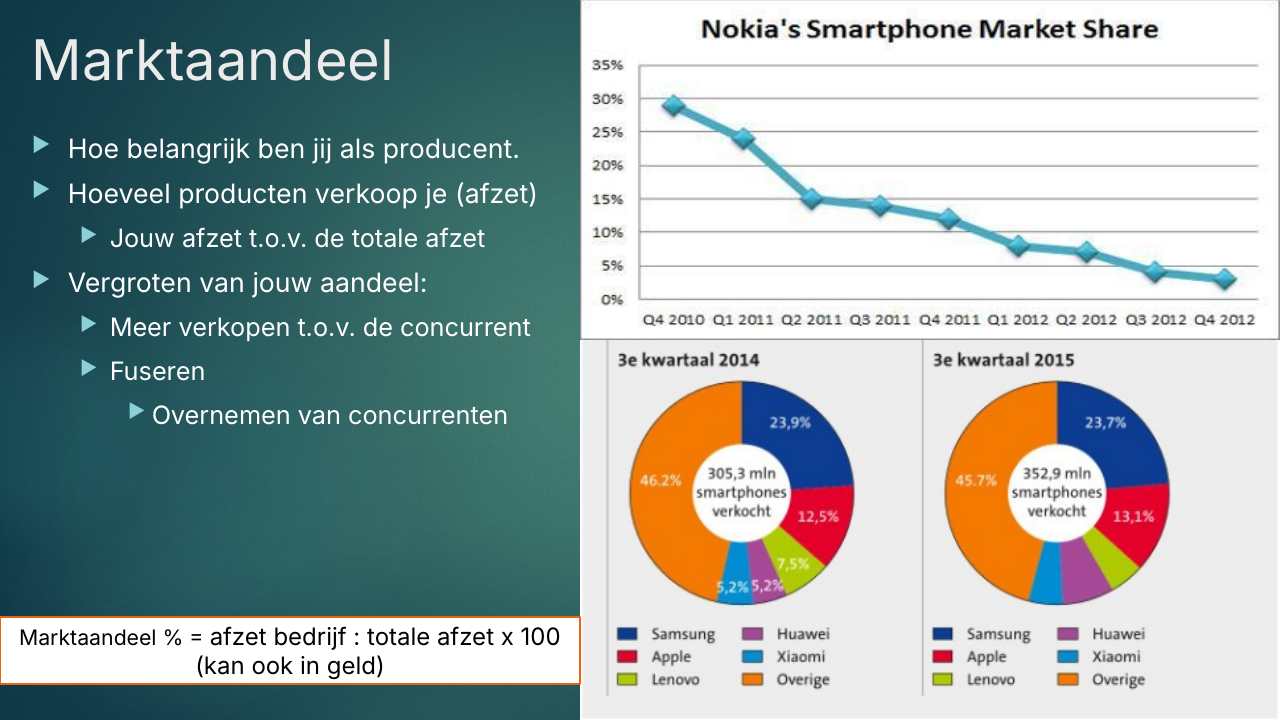 Marktaandeel
Hoe belangrijk ben jij als producent.
Hoeveel producten verkoop je (afzet)
Jouw afzet t.o.v. de totale afzet
Vergroten van jouw aandeel:
Meer verkopen t.o.v. de concurrent
Fuseren
Overnemen van concurrenten
Marktaandeel % = afzet bedrijf : totale afzet x 100
(kan ook in geld)
Nokia's Smartphone Market Share
35%
30%
25%
20%
15%
10%
5%
0%
Q4 2010 Q1 2011 Q2 2011 Q3 2011 Q4 2011 Q1 2012 Q2 2012 Q3 2012 Q4 2012
3e kwartaal 2014
23,9%
46.2%
305,3 mln
smartphones
verkocht
12,5%
7,5%
5,2% 5,2%
Samsung Huawei
Apple Xiaomi
Lenovo Overige
3e kwartaal 2015
23,7%
45.7%
352,9 mln
smartphones
verkocht
13,1%
Samsung Huawei
Apple Xiaomi
Lenovo Overige